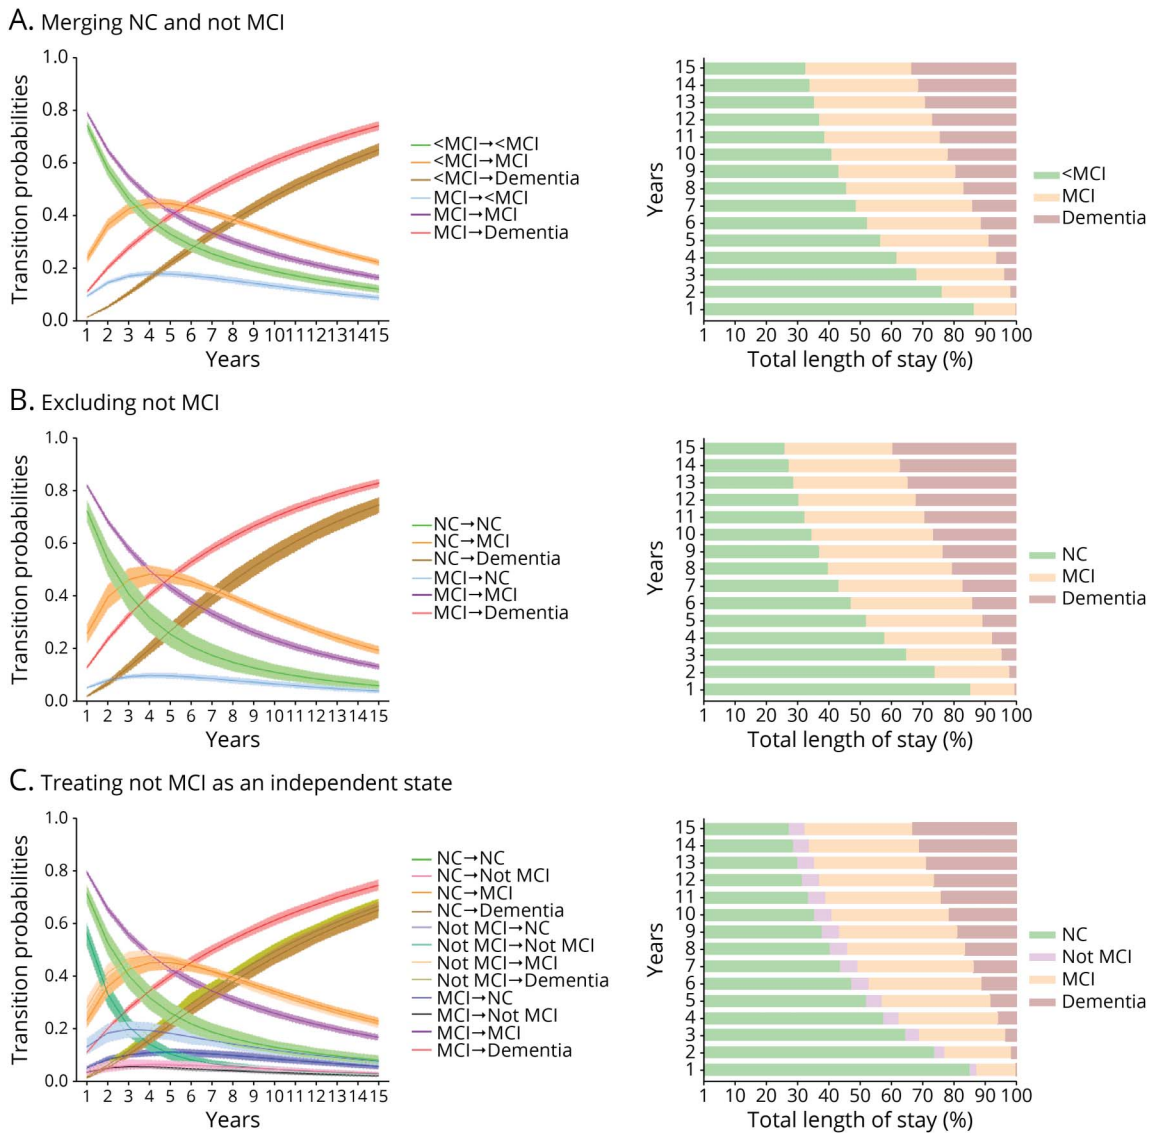 A. Merging NC and not MCI
Transition probabilities
1.0
0.8
0.6
0.4
0.2
0.0
1 2 3 4 5 6 7 8 9 10 11 12 13 14 15
Years
<MCI→<MCI
<MCI→MCI
<MCI→Dementia
MCI→<MCI
MCI→MCI
MCI→Dementia
Years
15
14
13
12
11
10
9
8
7
6
5
4
3
2
1
1 10 20 30 40 50 60 70 80 90 100
Total length of stay (%)
<MCI
MCI
Dementia
B. Excluding not MCI
Transition probabilities
1.0
0.8
0.6
0.4
0.2
0.0
1 2 3 4 5 6 7 8 9 10 11 12 13 14 15
Years
NC→NC
NC→MCI
NC→Dementia
MCI→NC
MCI→MCI
MCI→Dementia
Years
15
14
13
12
11
10
9
8
7
6
5
4
3
2
1
1 10 20 30 40 50 60 70 80 90 100
Total length of stay (%)
NC
MCI
Dementia
C. Treating not MCI as an independent state
Transition probabilities
1.0
0.8
0.6
0.4
0.2
0.0
1 2 3 4 5 6 7 8 9 10 11 12 13 14 15
Years
NC→NC
NC→Not MCI
NC→MCI
NC→Dementia
Not MCI→NC
Not MCI→Not MCI
Not MCI→MCI
Not MCI→Dementia
MCI→NC
MCI→Not MCI
MCI→MCI
MCI→Dementia
Years
15
14
13
12
11
10
9
8
7
6
5
4
3
2
1
1 10 20 30 40 50 60 70 80 90 100
Total length of stay (%)
NC
Not MCI
MCI
Dementia